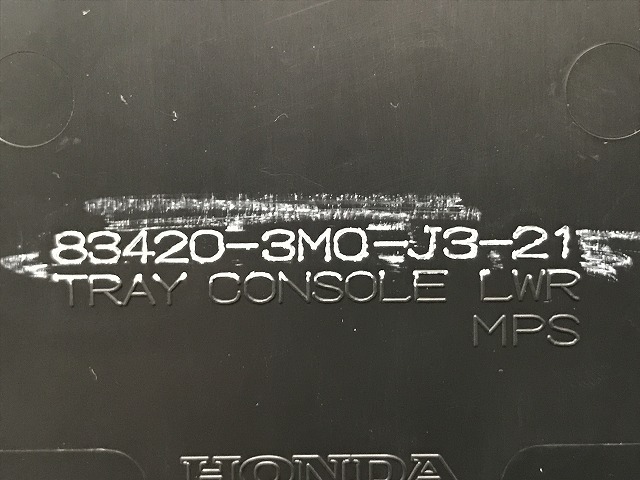 83420-3M0-J3-21
TRAY CONSOLE LWR
MPS
HONDA